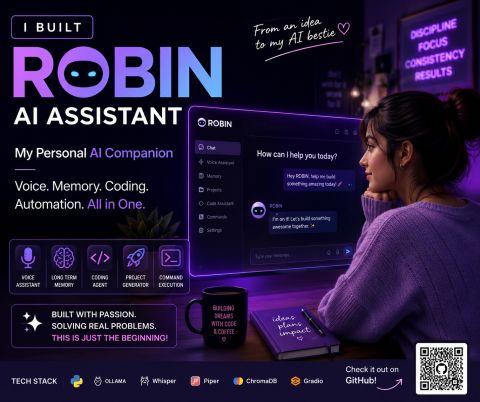 I BUILT
ROBIN
AI ASSISTANT
My Personal AI Companion
Voice. Memory. Coding.
Automation. All in One.
VOICE ASSISTANT
LONG TERM MEMORY
CODING AGENT
PROJECT GENERATOR
COMMAND EXECUTION
BUILT WITH PASSION.
SOLVING REAL PROBLEMS.
THIS IS JUST THE BEGINNING!
From an idea
to my AI bestie
DISCIPLINE
FOCUS
CONSISTENCY
RESULTS
ROBIN
Chat
Voice Assistant
Memory
Projects
Code Assistant
Commands
Settings
How can I help you today?
Hey ROBIN, help me build
something amazing today!
ROBIN
I'm on it! Let's build something
awesome together.
Type your message...
BUILDING
DREAMS
WITH CODE
& COFFEE
ideas
plans
impact
TECH STACK
OLLAMA
Whisper
Piper
ChromaDB
Gradio
Check it out on
GitHub!